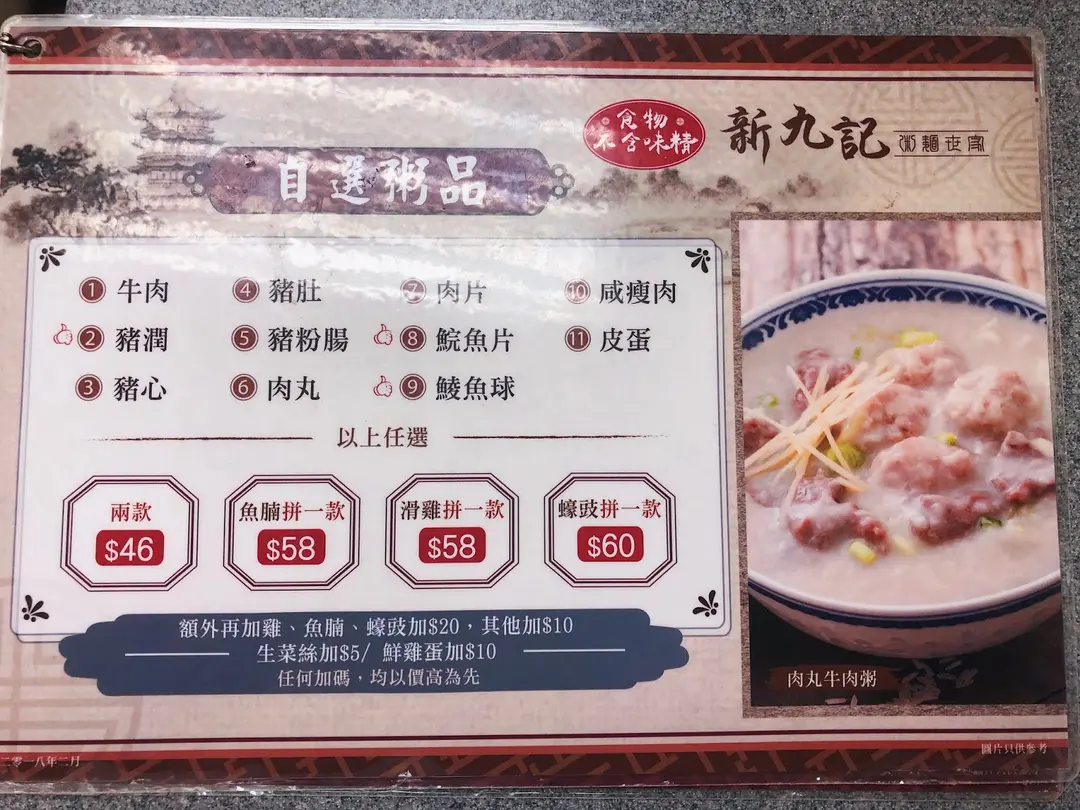 食物
不含味精
新九記 粥麵世家
自選粥品
1 牛肉 4 豬肚 7 肉片 10 咸瘦肉
2 豬潤 5 豬粉腸 8 鯇魚片 11 皮蛋
3 豬心 6 肉丸 9 鯪魚球
以上任選
兩款 魚腩拼一款 滑雞拼一款 蠔豉拼一款
$46 $58 $58 $60
額外再加雞、魚腩、蠔豉加$20，其他加$10
生菜絲加$5/ 鮮雞蛋加$10
任何加碼，均以價高為先
肉丸牛肉粥
二零一八年二月
圖片只供參考